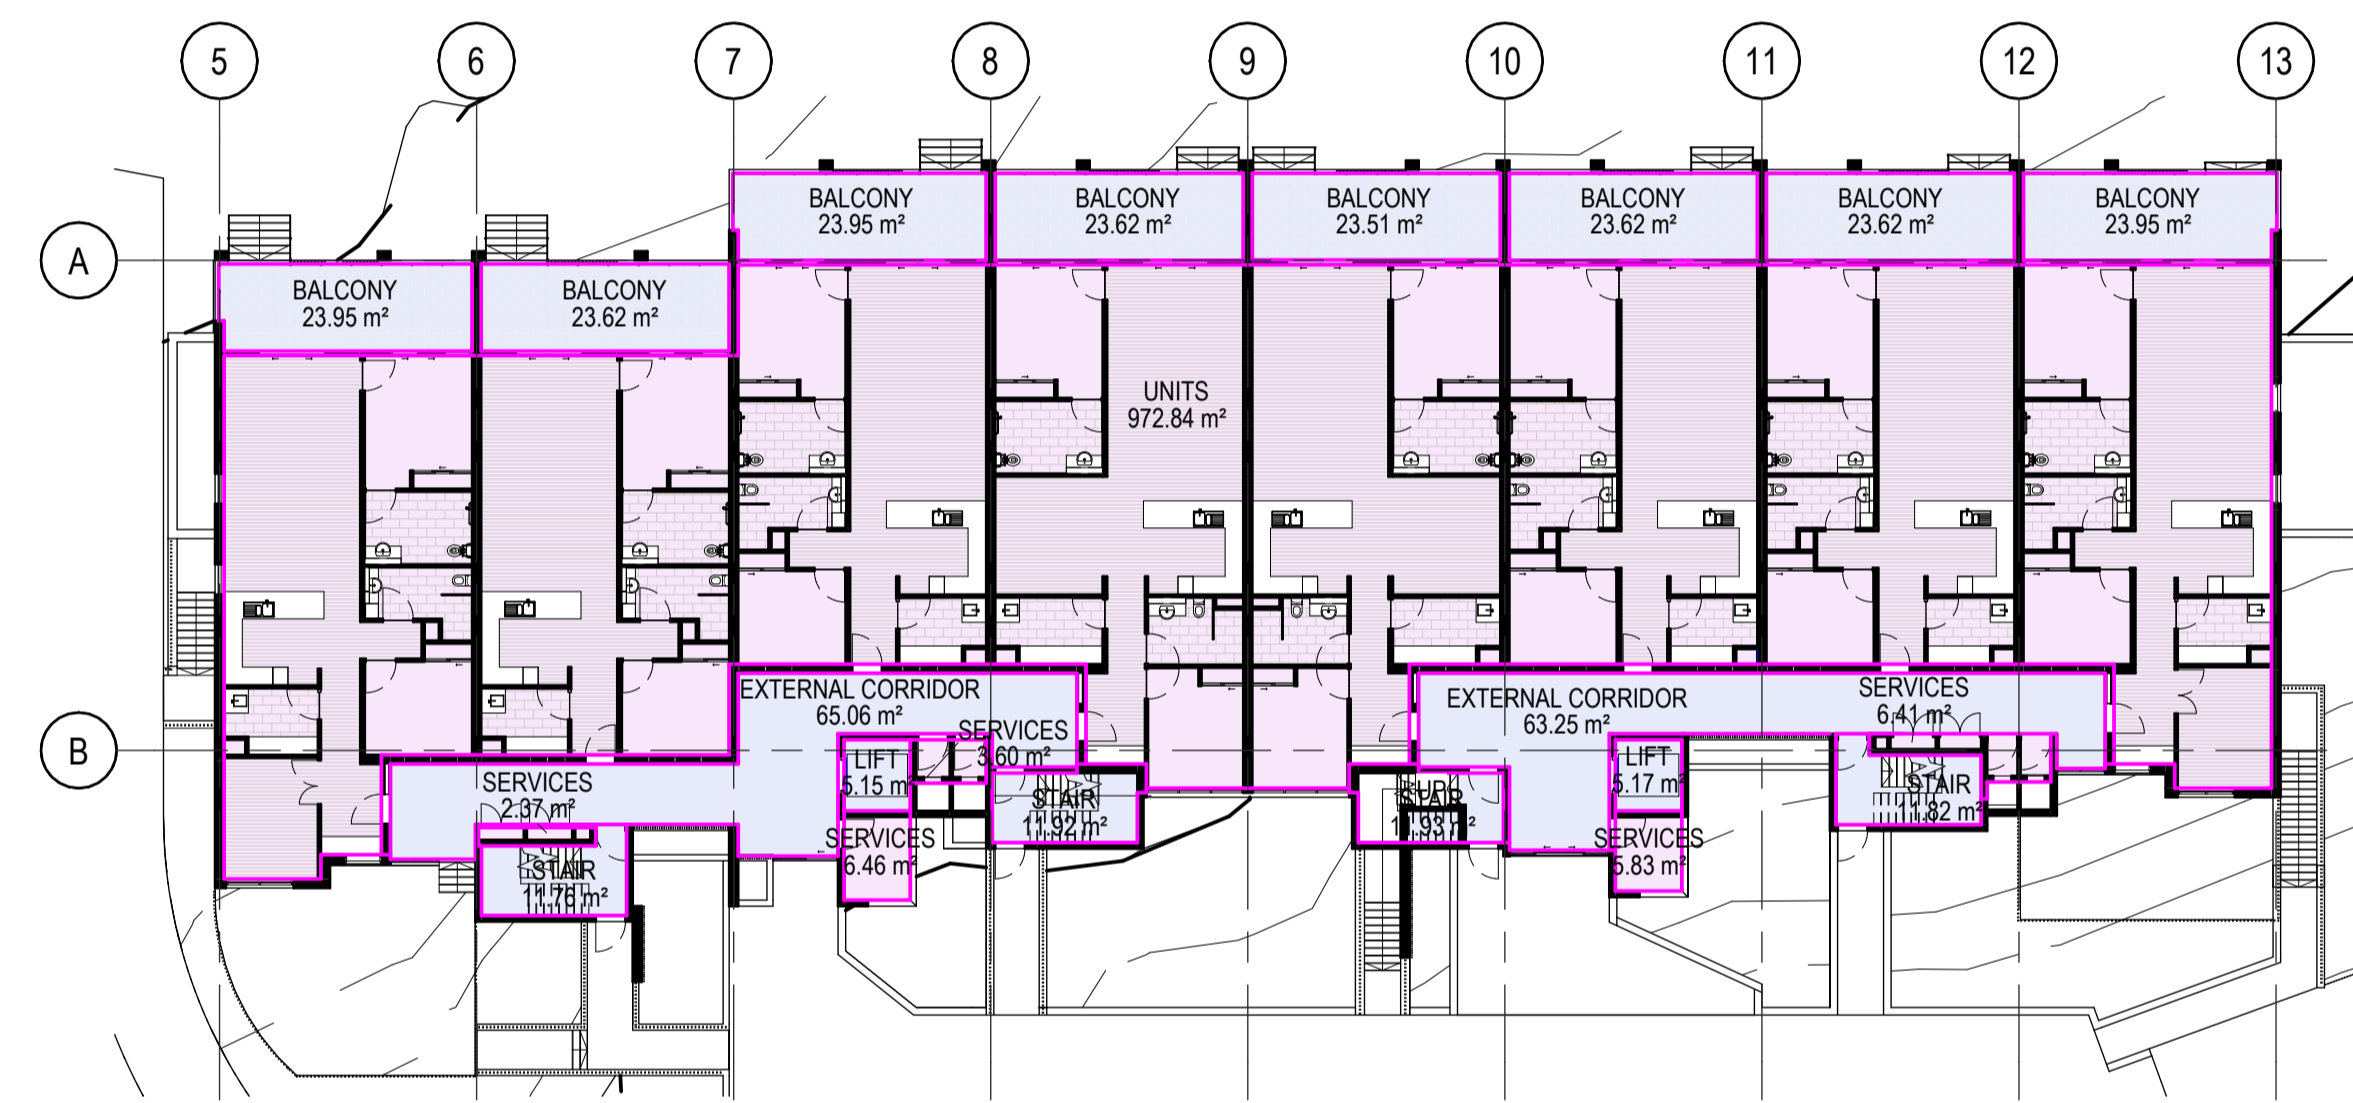 5 6 7 8 9 10 11 12 13
A
B
BALCONY
23.95 m²
BALCONY
23.62 m²
BALCONY
23.51 m²
BALCONY
23.62 m²
BALCONY
23.62 m²
BALCONY
23.95 m²
BALCONY
23.95 m²
BALCONY
23.62 m²
UNITS
972.84 m²
EXTERNAL CORRIDOR
65.06 m²
SERVICES
3.60 m²
EXTERNAL CORRIDOR
63.25 m²
SERVICES
6.41 m²
SERVICES
2.37 m²
LIFT
5.15 m²
STAIR
11.92 m²
UP
STAIR
11.93 m²
LIFT
5.17 m²
STAIR
11.82 m²
SERVICES
6.46 m²
SERVICES
5.83 m²
STAIR
11.76 m²